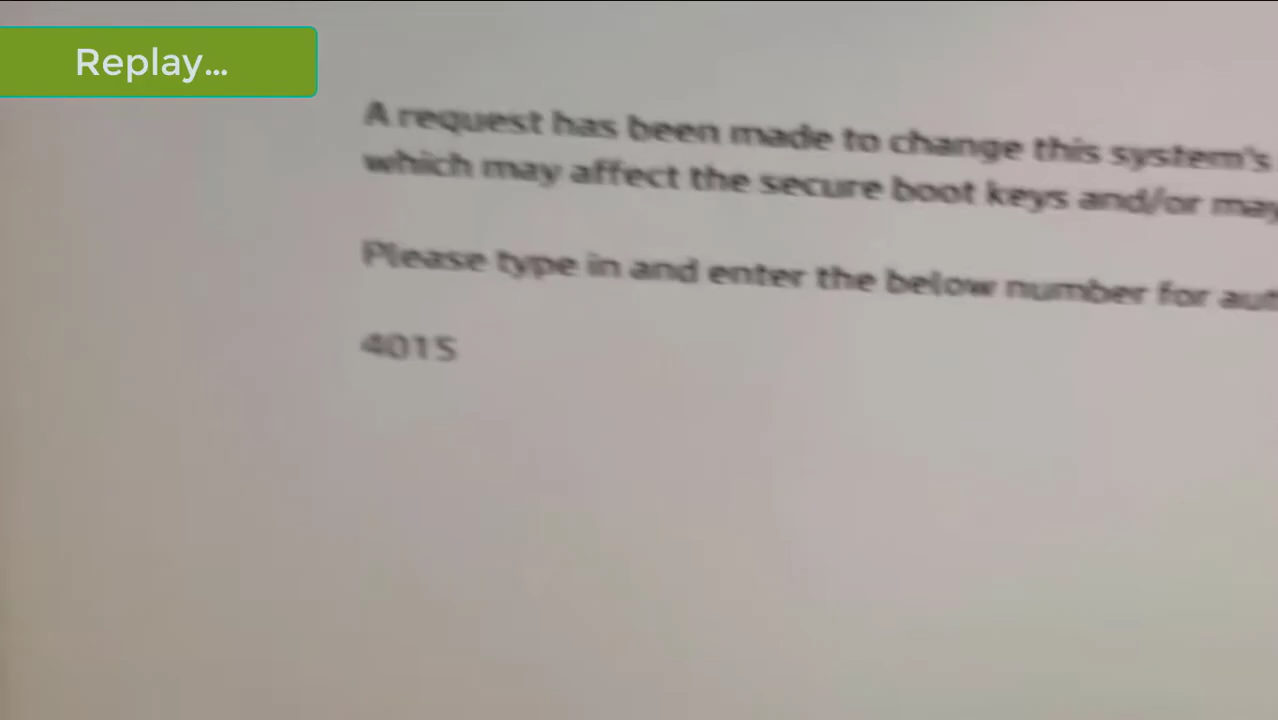 Replay...
A request has been made to change this system's
which may affect the secure boot keys and/or may
Please type in and enter the below number for
4015